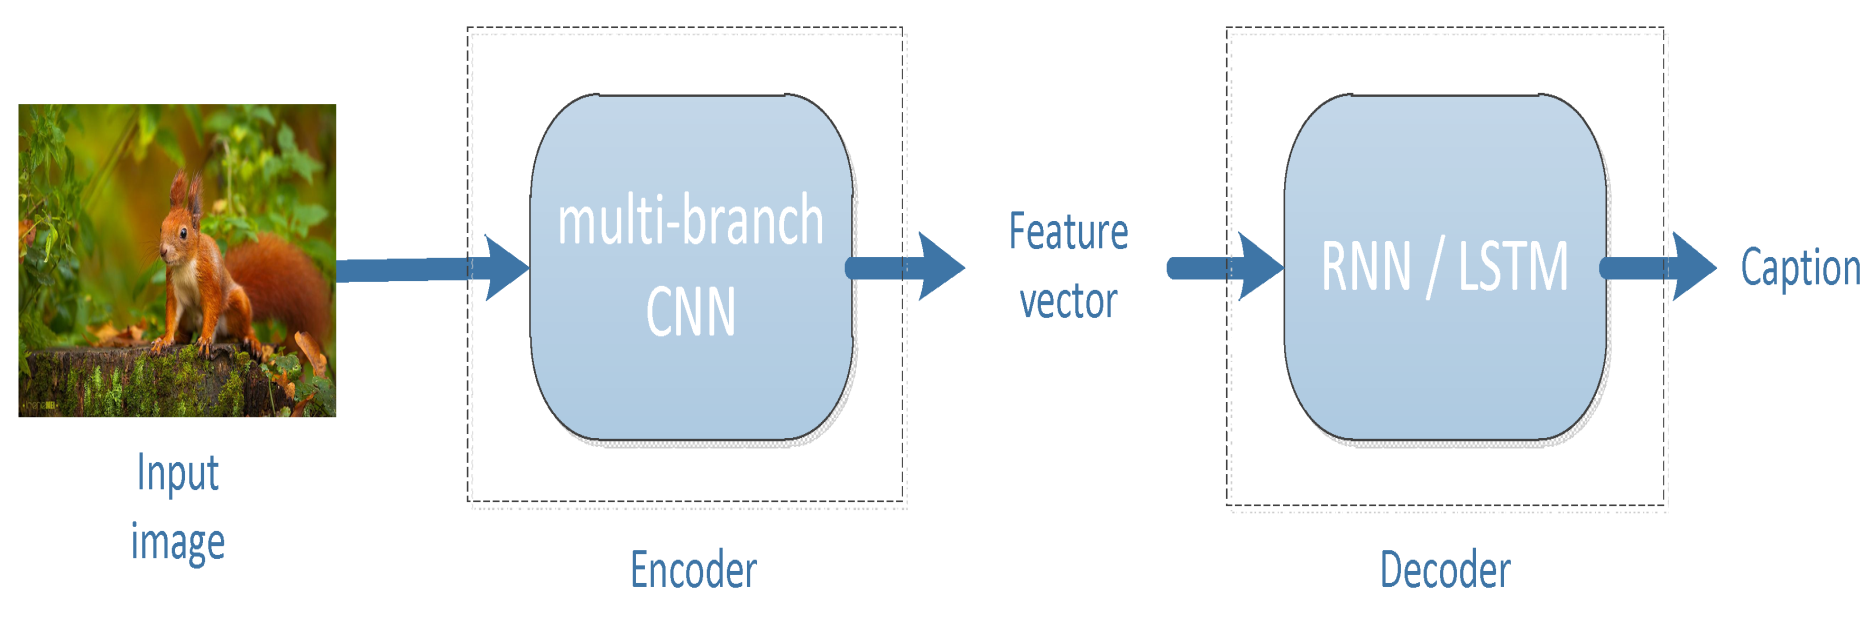 Input
image
multi-branch
CNN
Encoder
Feature
vector
RNN / LSTM
Decoder
Caption